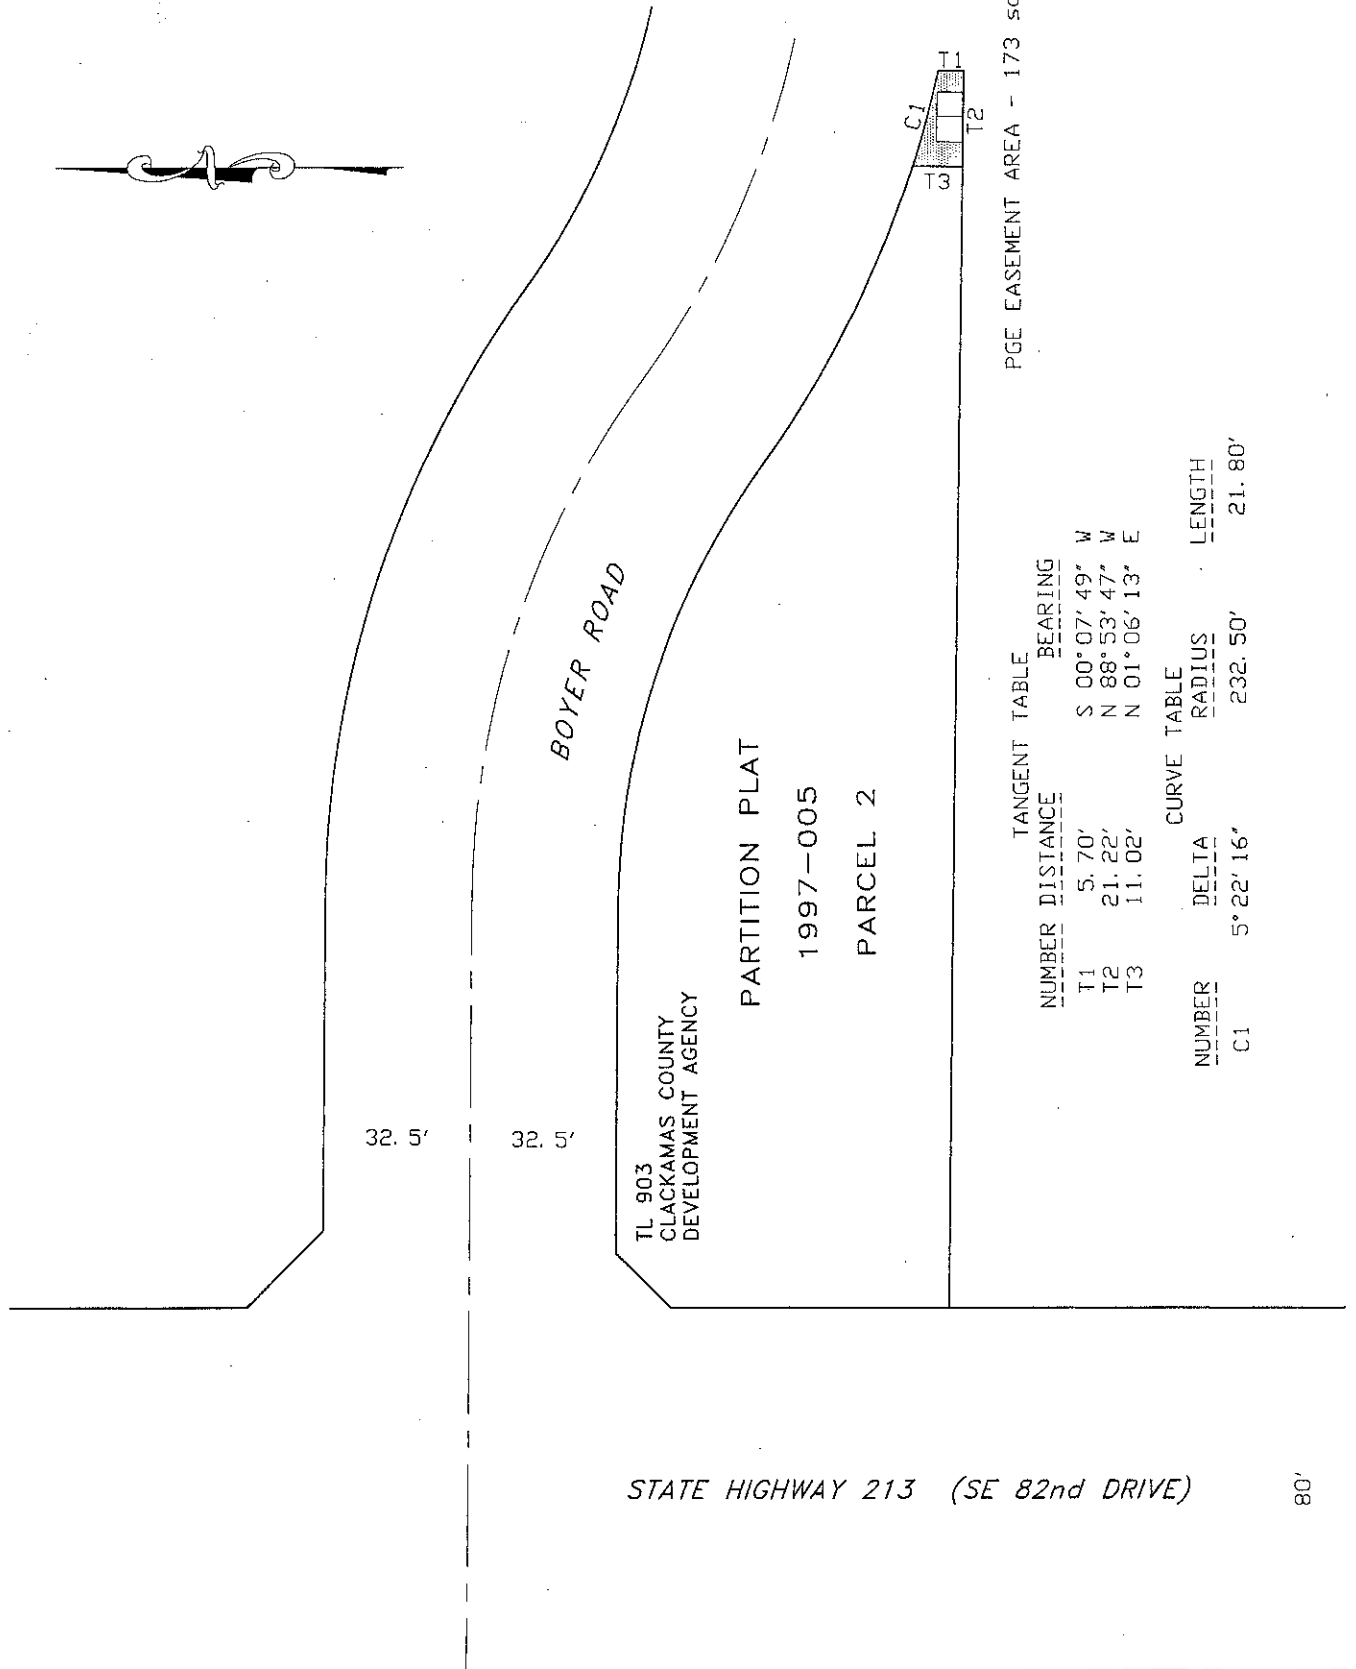 T1
C1
T2
T3
PGE EASEMENT AREA - 173
BOYER ROAD
32.5'
32.5'
TL 903
CLACKAMAS COUNTY
DEVELOPMENT AGENCY
PARTITION PLAT
1997-005
PARCEL 2
TANGENT TABLE
NUMBER DISTANCE BEARING
T1 5.70' S 00°07'49" W
T2 21.22' N 88°53'47" W
T3 11.02' N 01°06'13" E
CURVE TABLE
NUMBER DELTA RADIUS LENGTH
C1 5°22'16" 232.50' 21.80'
STATE HIGHWAY 213 (SE 82nd DRIVE)
80'